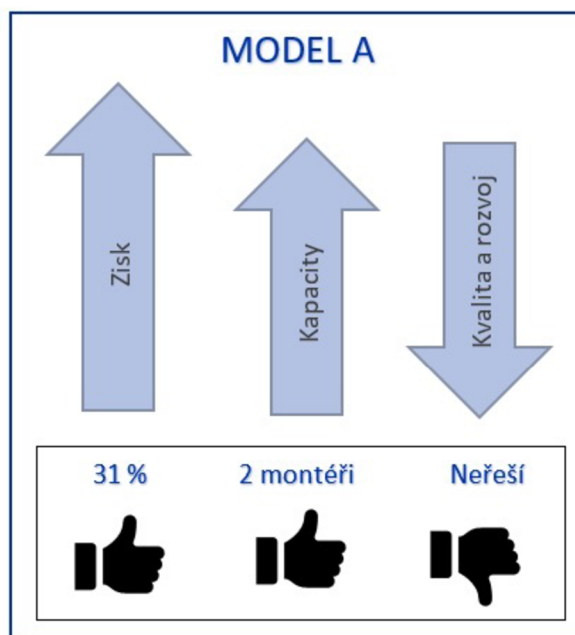 MODEL A
Zisk
Kapacity
Kvalita a rozvoj
31 %
2 montéři
Neřeší